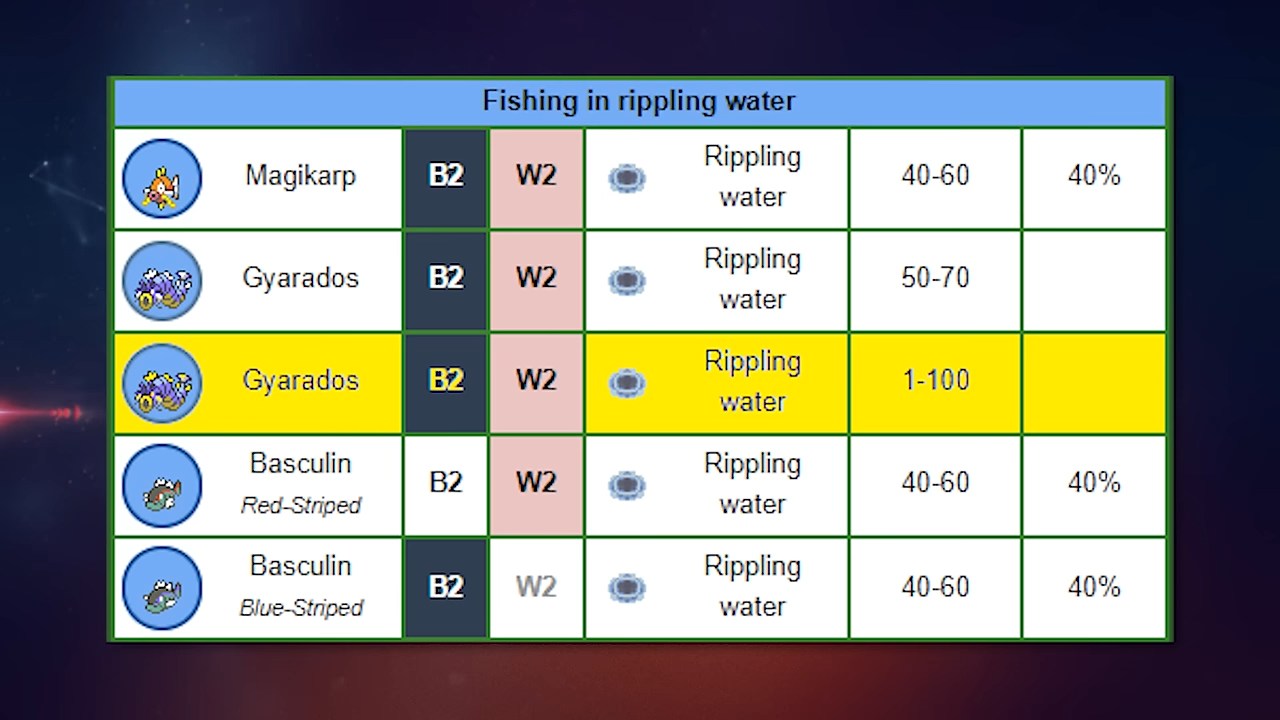 Fishing in rippling water
Magikarp B2 W2 Rippling water 40-60 40%
Gyarados B2 W2 Rippling water 50-70
Gyarados B2 W2 Rippling water 1-100
Basculin Red-Striped B2 W2 Rippling water 40-60 40%
Basculin Blue-Striped B2 W2 Rippling water 40-60 40%